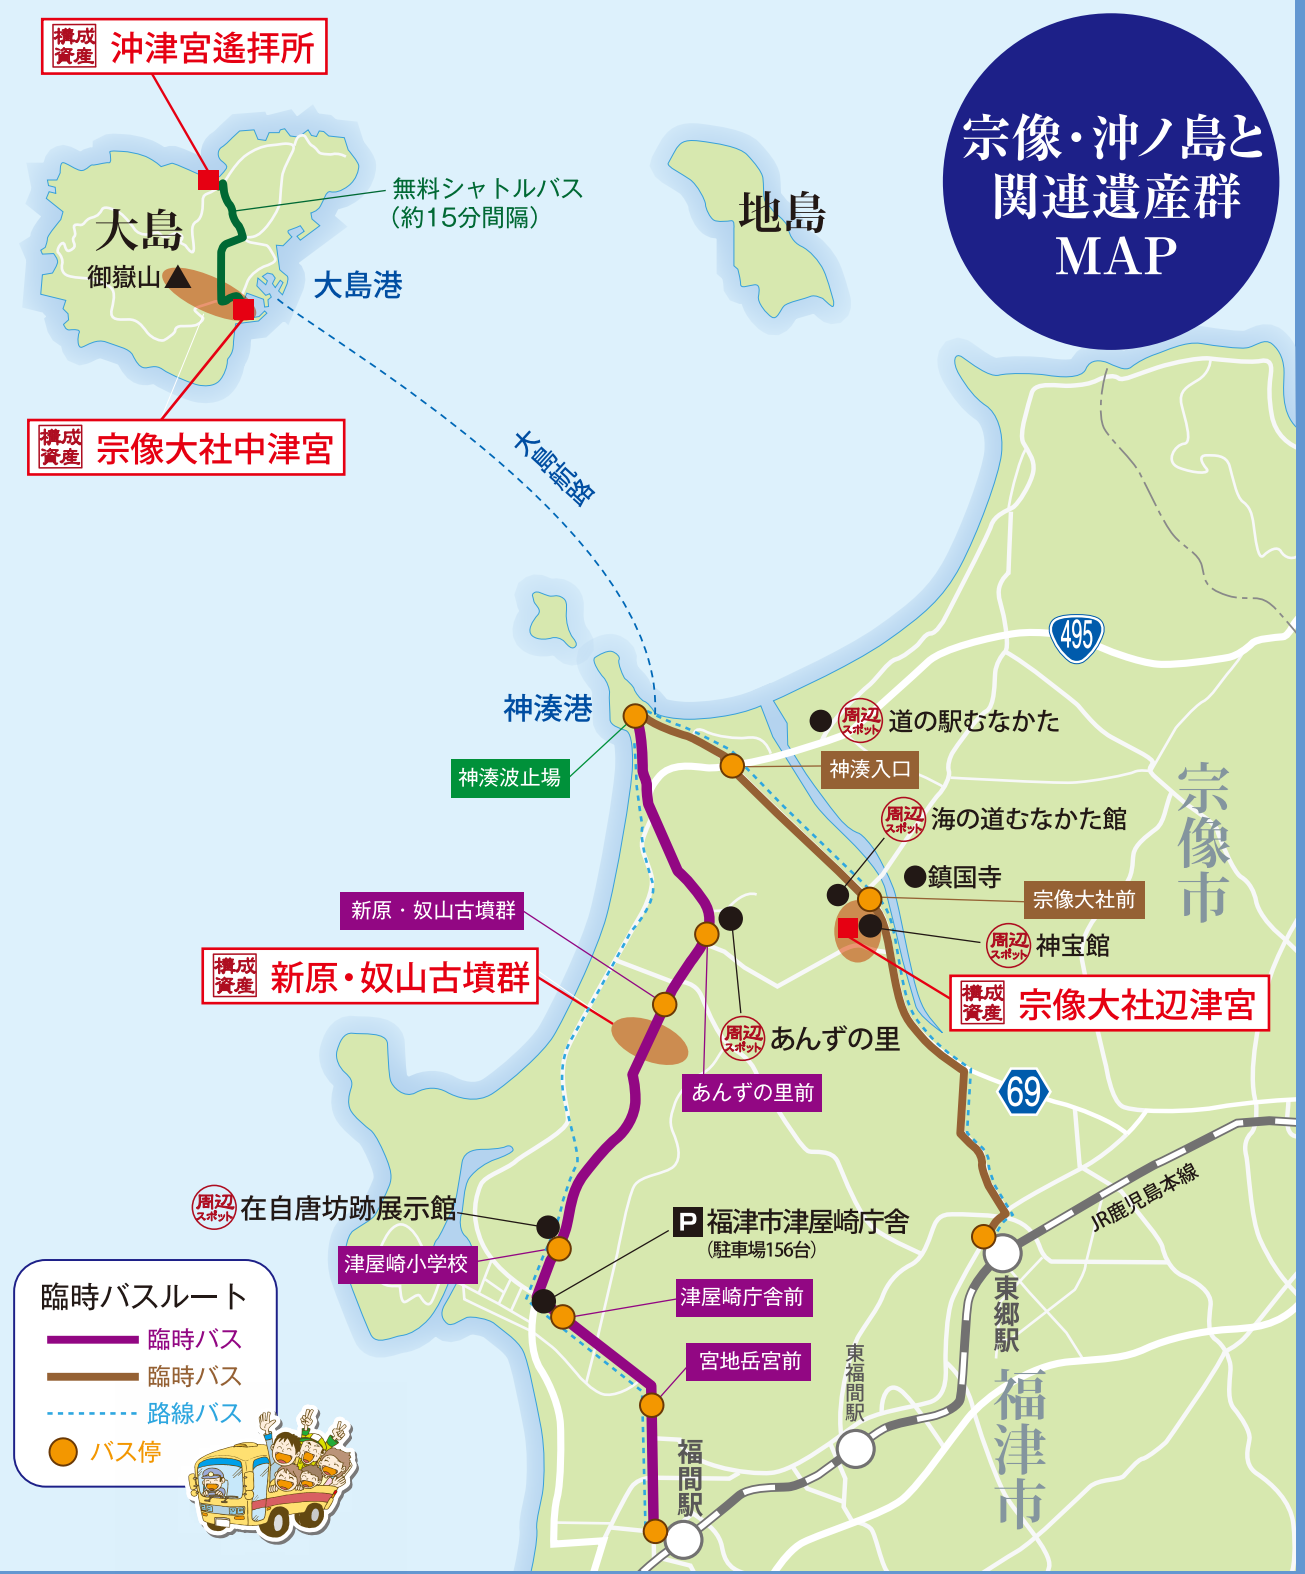 構成
資産
沖津宮遙拝所
宗像・沖ノ島と
関連遺産群
MAP
無料シャトルバス
(約15分間隔)
大島
御嶽山
大島港
地島
構成
資産
宗像大社中津宮
大島航路
495
神湊港
周辺
スポット
道の駅むなかた
神湊波止場
神湊入口
宗像市
周辺
スポット
海の道むなかた館
鎮国寺
宗像大社前
新原・奴山古墳群
周辺
スポット
神宝館
構成
資産
新原・奴山古墳群
構成
資産
宗像大社辺津宮
周辺
スポット
あんずの里
あんずの里前
69
周辺
スポット
在自唐坊跡展示館
P
福津市津屋崎庁舎
(駐車場156台)
JR鹿児島本線
津屋崎小学校
津屋崎庁舎前
東郷駅
宮地岳宮前
東福間駅
福津市
福間駅
臨時バスルート
臨時バス
臨時バス
路線バス
バス停